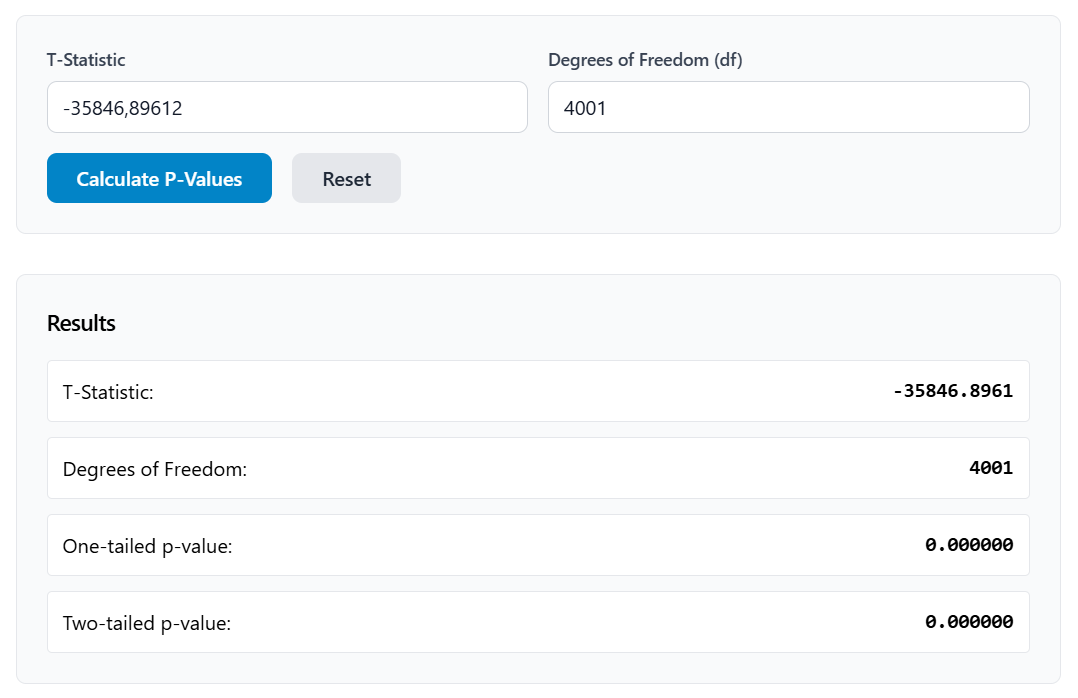 T-Statistic
Degrees of Freedom (df)
-35846,89612
4001
Calculate P-Values
Reset
Results
T-Statistic:
-35846.8961
Degrees of Freedom:
4001
One-tailed p-value:
0.000000
Two-tailed p-value:
0.000000